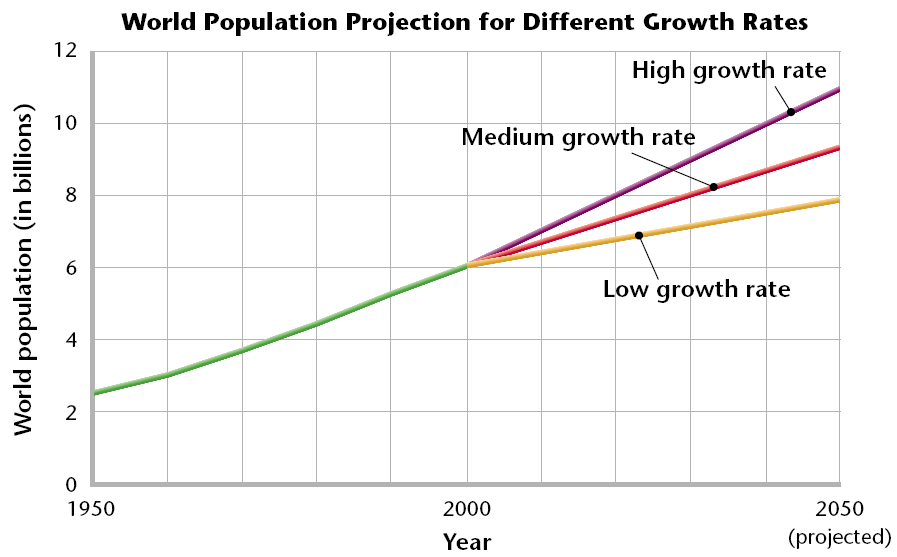 World Population Projection for Different Growth Rates
12
High growth rate
10
Medium growth rate
8
6
Low growth rate
4
2
0
World population (in billions)
1950
2000
2050
(projected)
Year